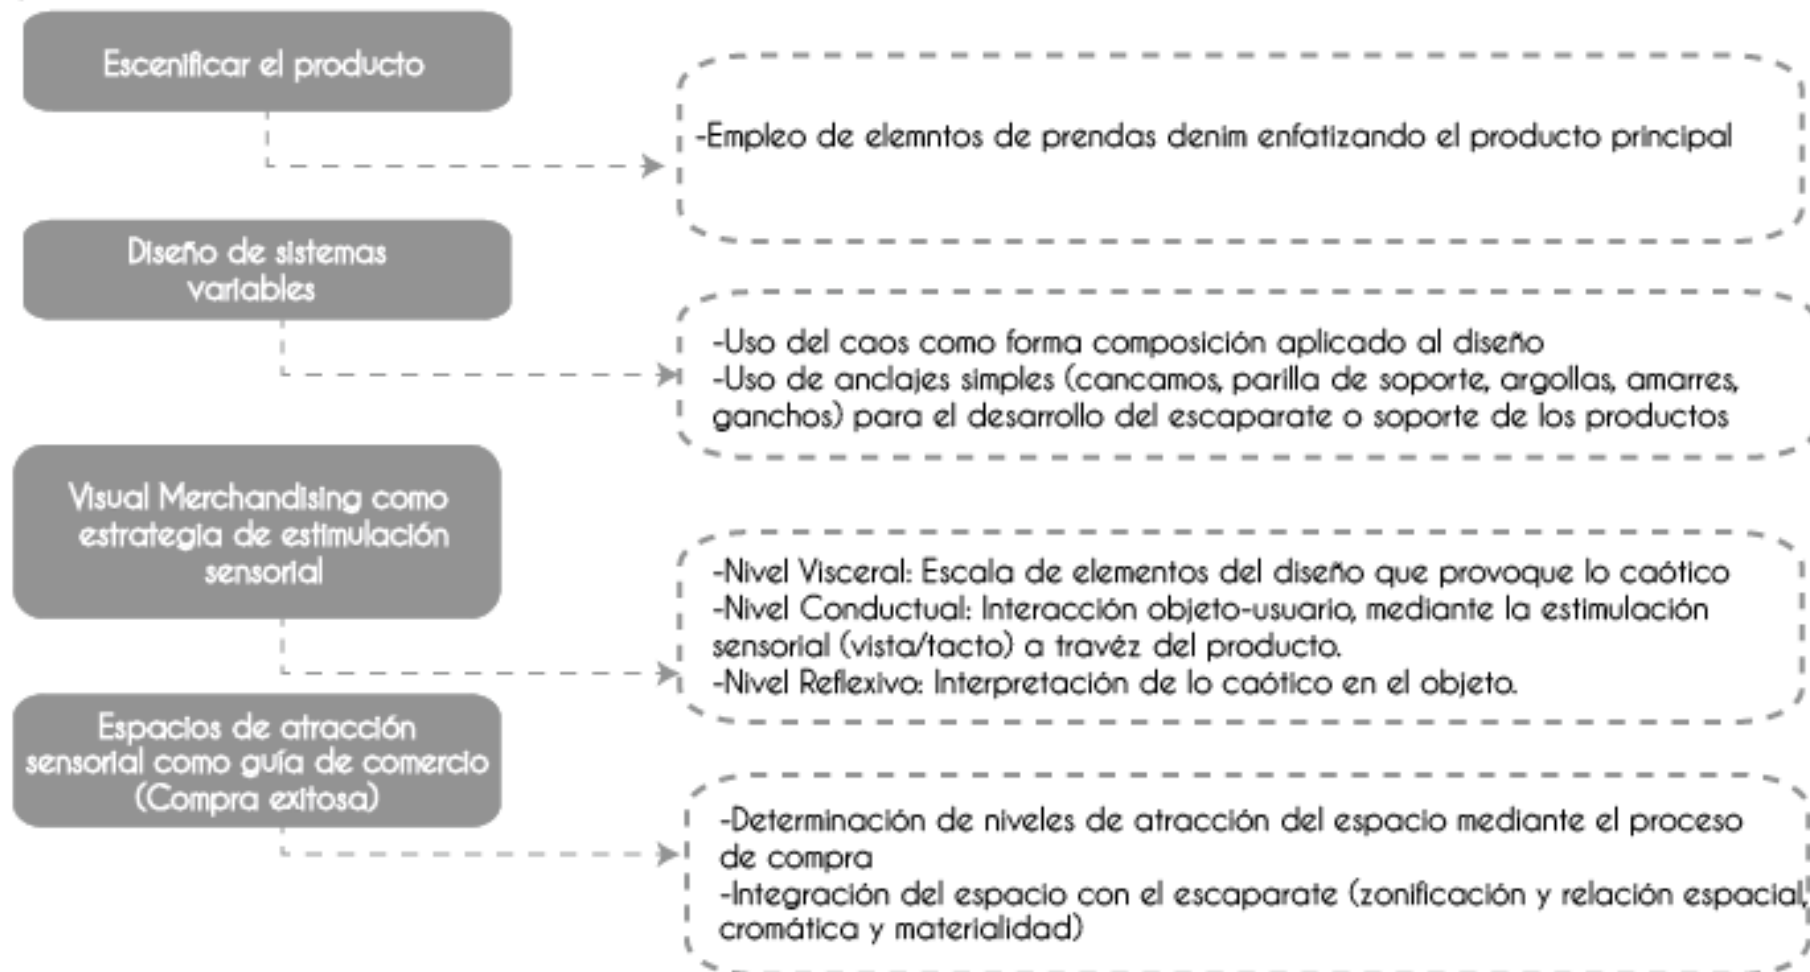 Escenificar el producto
-Empleo de elemntos de prendas denim enfatizando el producto principal
Diseño de sistemas
variables
-Uso del caos como forma composición aplicado al diseño
-Uso de anclajes simples (cancamos, parilla de soporte, argollas, amarres,
ganchos) para el desarrollo del escaparate o soporte de los productos
Visual Merchandising como
estrategia de estimulación
sensorial
-Nivel Visceral: Escala de elementos del diseño que provoque lo caótico
-Nivel Conductual: Interacción objeto-usuario, mediante la estimulación
sensorial (vista/tacto) a travéz del producto.
-Nivel Reflexivo: Interpretación de lo caótico en el objeto.
Espacios de atracción
sensorial como guía de comercio
(Compra exitosa)
-Determinación de niveles de atracción del espacio mediante el proceso
de compra
-Integración del espacio con el escaparate (zonificación y relación espacial,
cromática y materialidad)